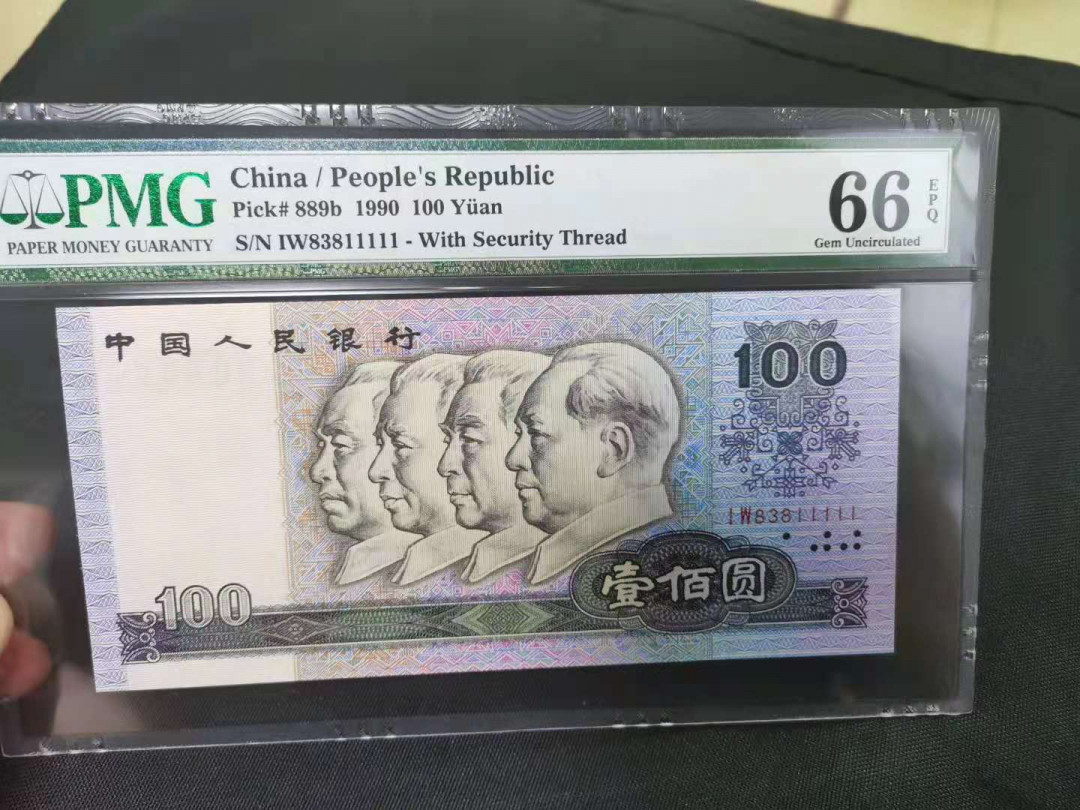 PMG
PAPER MONEY GUARANTY
China / People's Republic
Pick# 889b 1990 100 Yüan
S/N IW83811111 - With Security Thread
66
EPQ
Gem Uncirculated
中国人民银行
100
IW83811111
壹佰圆
100